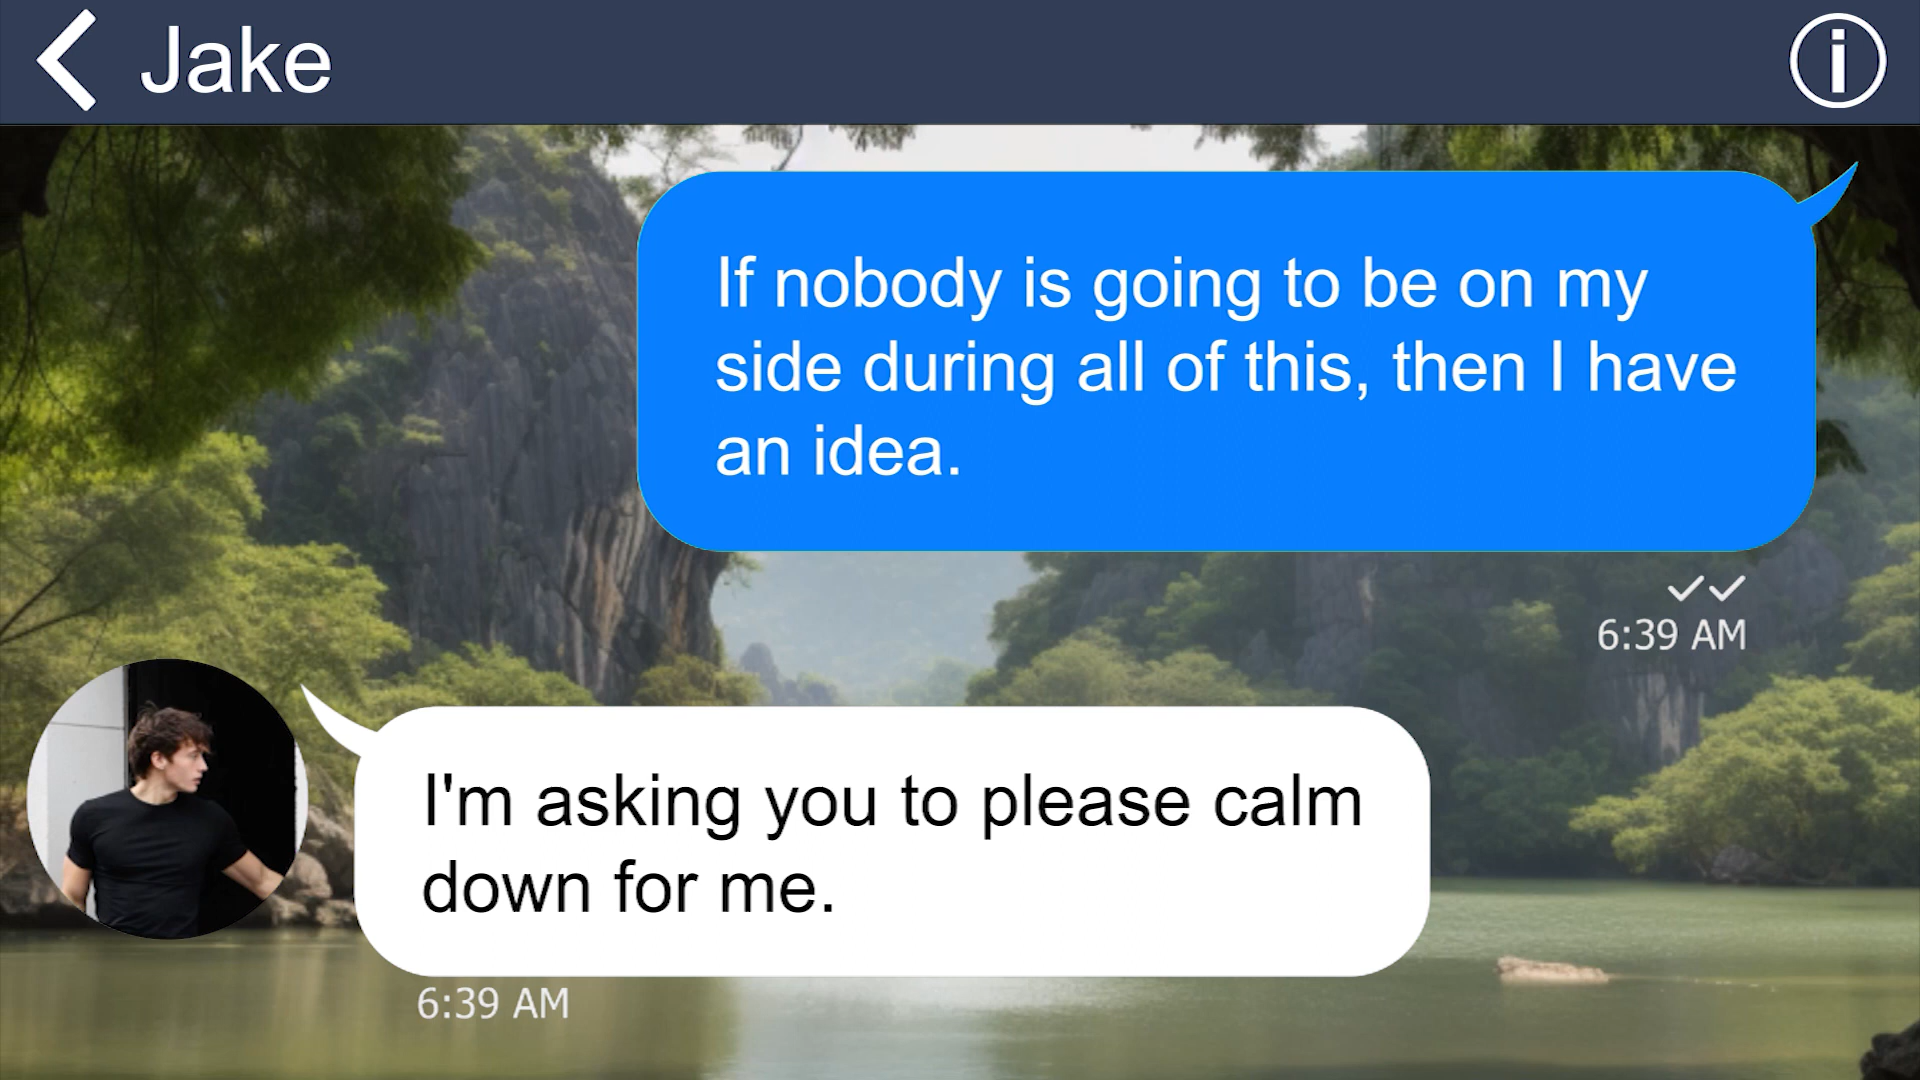 Jake
If nobody is going to be on my
side during all of this, then I have
an idea.
6:39 AM
I'm asking you to please calm
down for me.
6:39 AM